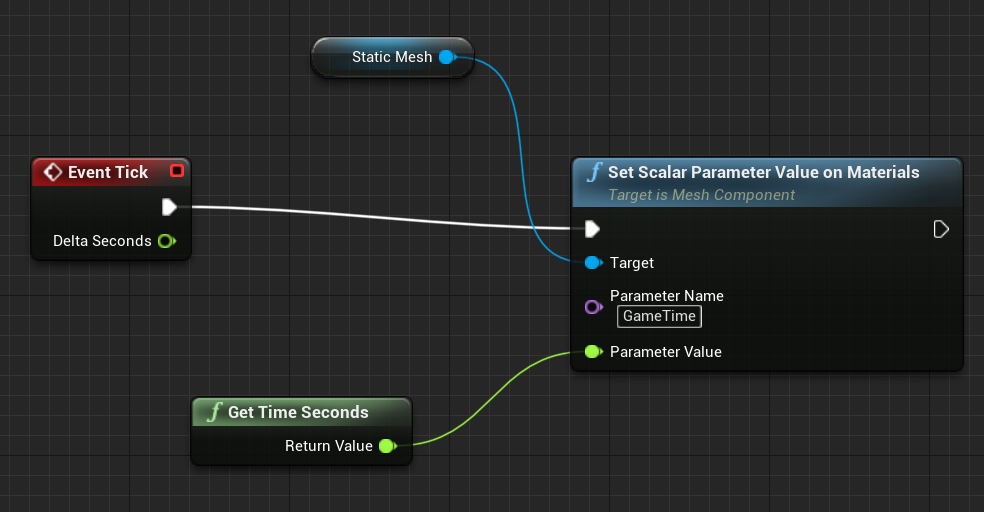 Static Mesh
Event Tick
Delta Seconds
Set Scalar Parameter Value on Materials
Target is Mesh Component
Target
Parameter Name
GameTime
Parameter Value
Get Time Seconds
Return Value